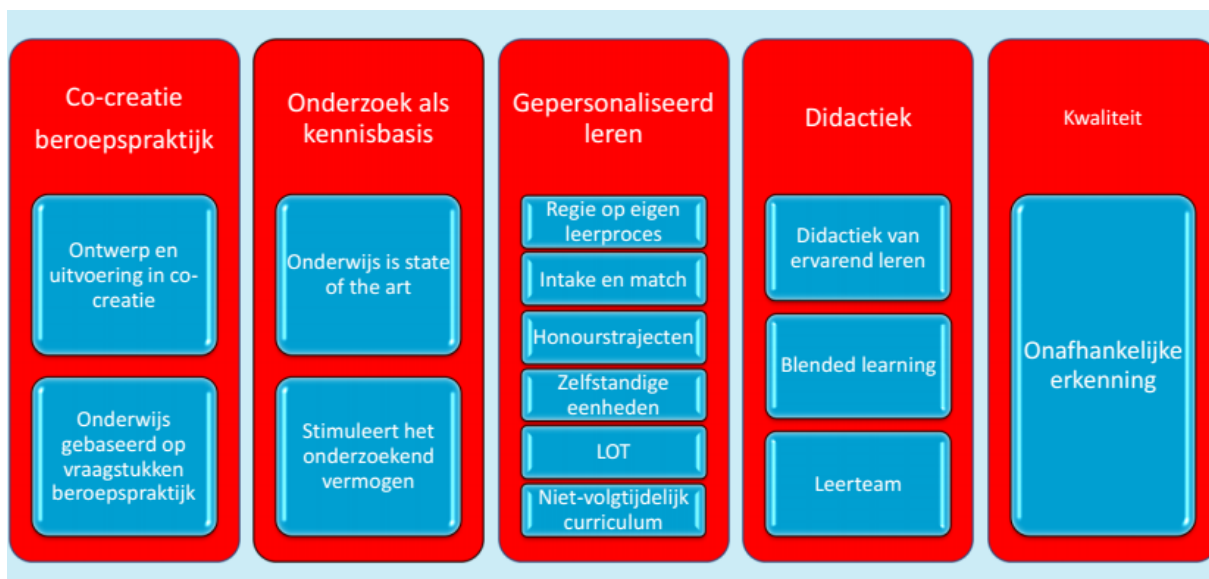 Co-creatie
beroepspraktijk
Ontwerp en
uitvoering in co-
creatie
Onderwijs
gebaseerd op
vraagstukken
beroepspraktijk
Onderzoek als
kennisbasis
Onderwijs is state
of the art
Stimuleert het
onderzoekend
vermogen
Gepersonaliseerd
leren
Regie op eigen
leerproces
Intake en match
Honourstrajecten
Zelfstandige
eenheden
LOT
Niet-volgtijdelijk
curriculum
Didactiek
Didactiek van
ervarend leren
Blended learning
Leerteam
Kwaliteit
Onafhankelijke
erkenning